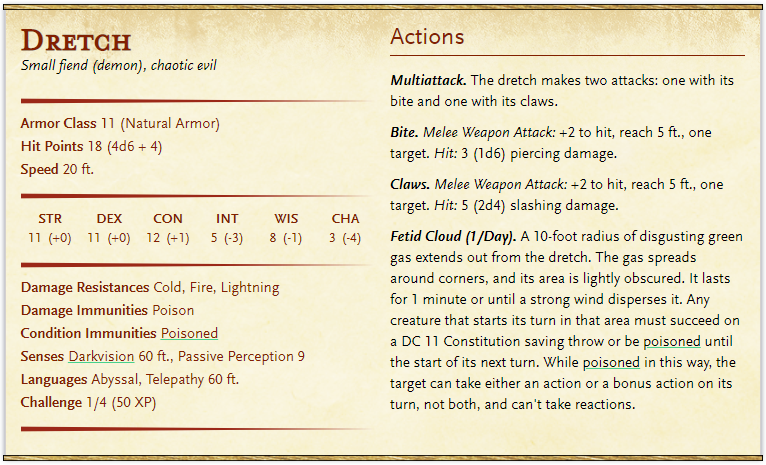 Dretch
Small fiend (demon), chaotic evil
Armor Class 11 (Natural Armor)
Hit Points 18 (4d6 + 4)
Speed 20 ft.
STR DEX CON INT WIS CHA
11 (+0) 11 (+0) 12 (+1) 5 (-3) 8 (-1) 3 (-4)
Damage Resistances Cold, Fire, Lightning
Damage Immunities Poison
Condition Immunities Poisoned
Senses Darkvision 60 ft., Passive Perception 9
Languages Abyssal, Telepathy 60 ft.
Challenge 1/4 (50 XP)
Actions
Multiattack. The dretch makes two attacks: one with its
bite and one with its claws.
Bite. Melee Weapon Attack: +2 to hit, reach 5 ft., one
target. Hit: 3 (1d6) piercing damage.
Claws. Melee Weapon Attack: +2 to hit, reach 5 ft., one
target. Hit: 5 (2d4) slashing damage.
Fetid Cloud (1/Day). A 10-foot radius of disgusting green
gas extends out from the dretch. The gas spreads
around corners, and its area is lightly obscured. It lasts
for 1 minute or until a strong wind disperses it. Any
creature that starts its turn in that area must succeed on
a DC 11 Constitution saving throw or be poisoned until
the start of its next turn. While poisoned in this way, the
target can take either an action or a bonus action on its
turn, not both, and can't take reactions.